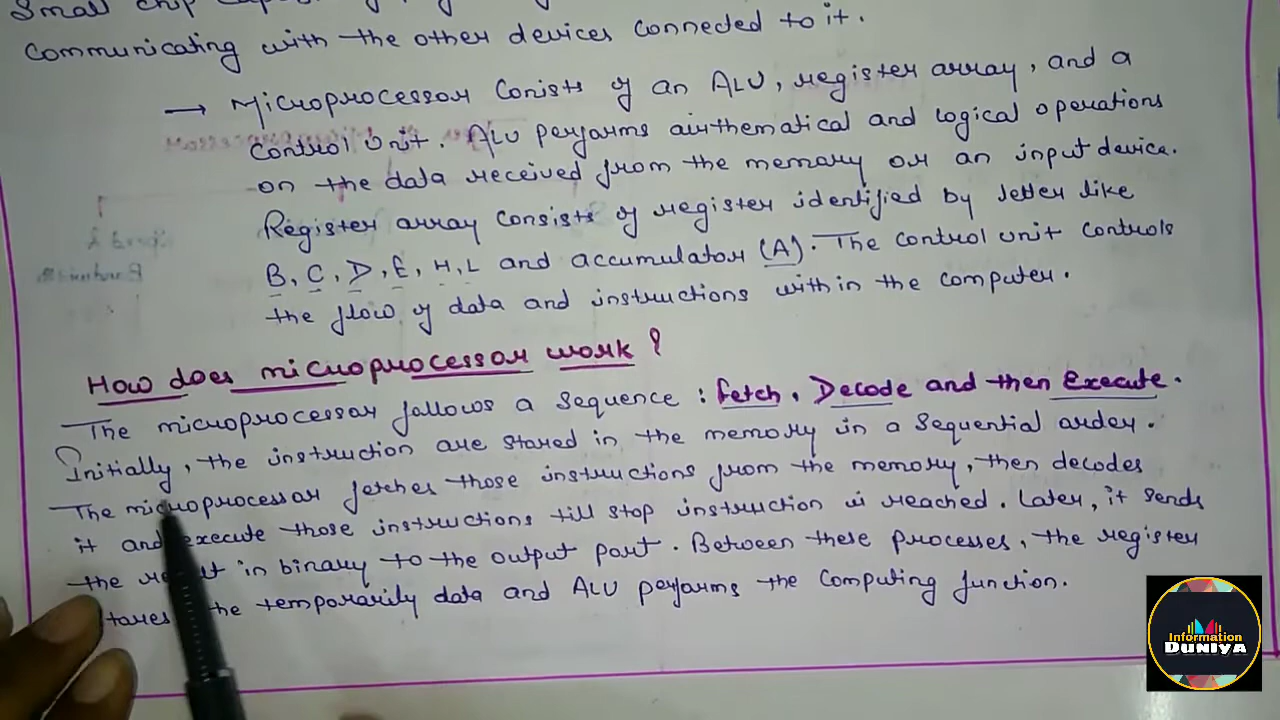 Small chip
Communicating with the other devices connected to it.
→ Microprocessor Conists of an ALU, register array, and a
Control Unit. ALU performs airthematical and logical operations
on the data received from the memory or an input device.
Register array consists of register identified by letter like
B, C, D, E, H, L and accumulator (A). The control unit controls
the flow of data and instructions within the computer.
How does microprocessor work?
The microprocessor follows a sequence : fetch, Decode and then Execute.
Initially, the instruction are stored in the memory in a sequential order.
The microprocessor fetches those instructions from the memory, then decodes
it and execute those instructions till stop instruction is reached. Later, it sends
the in binary to the output port. Between these processes, the register
the temporarily data and ALU performs the computing function.
Information
DUNIYA